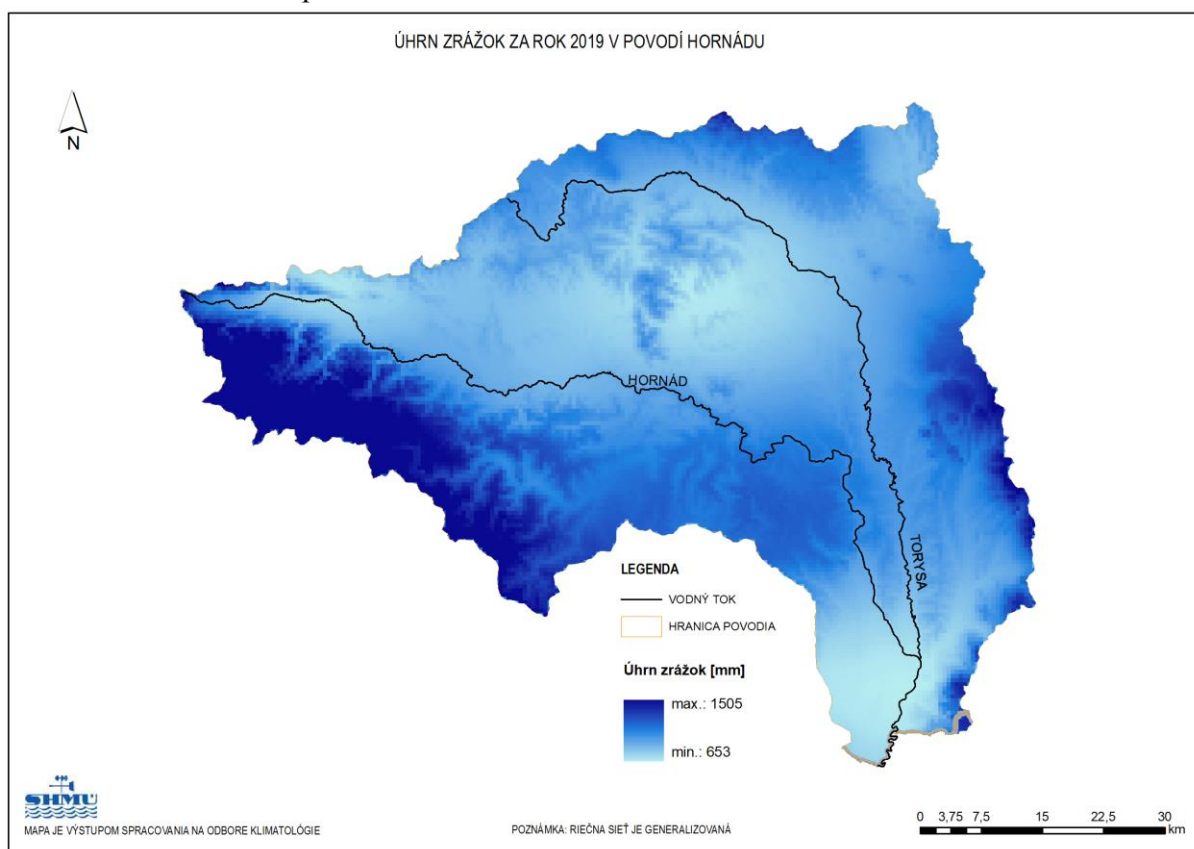 ÚHRN ZRÁŽOK ZA ROK 2019 V POVODÍ HORNÁDU
N
HORNÁD
TORYSA
LEGENDA
VODNÝ TOK
HRANICA POVODIA
Úhrn zrážok [mm]
max.: 1505
min.: 653
SHMÚ
MAPA JE VÝSTUPOM SPRACOVANIA NA ODBORE KLIMATOLÓGIE
POZNÁMKA: RIEČNA SIEŤ JE GENERALIZOVANÁ
0 3,75 7,5 15 22,5 30
km